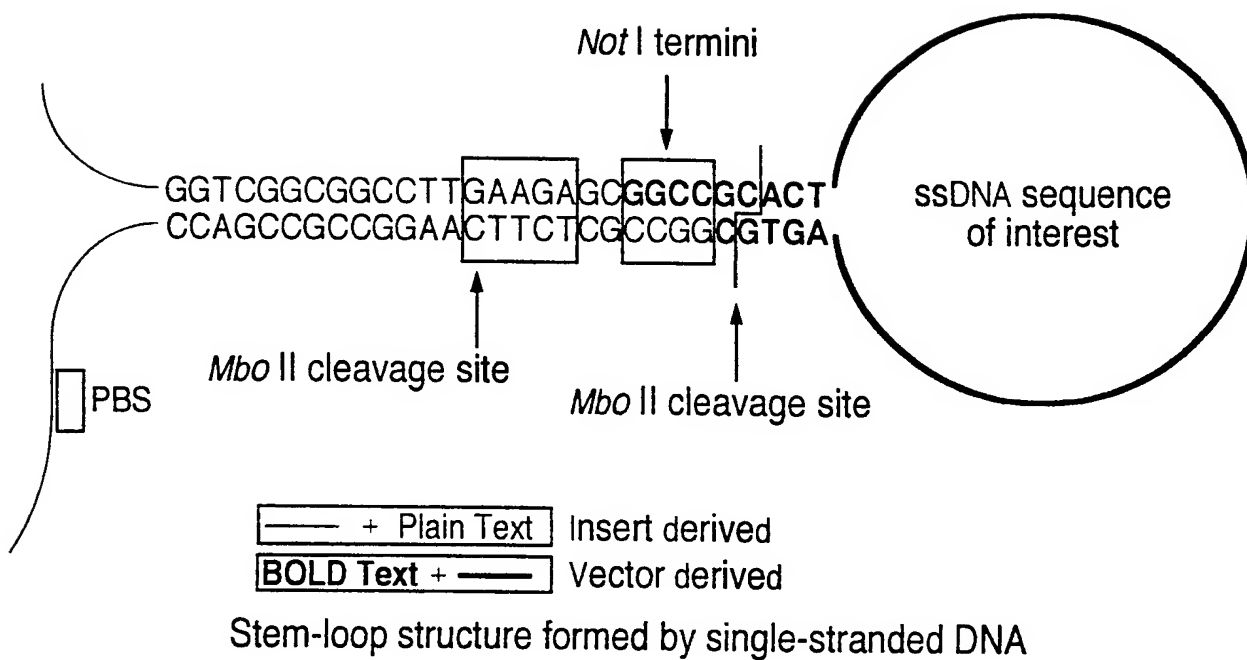 Not I termini
GGTCGGCGGCCTTGAAGAGCGGCCGCACT
CCAGCCGCCGGAACTTCTCGCCGGCGTGA
ssDNA sequence
of interest
Mbo II cleavage site
Mbo II cleavage site
PBS
+ Plain Text Insert derived
BOLD Text + Vector derived
Stem-loop structure formed by single-stranded DNA